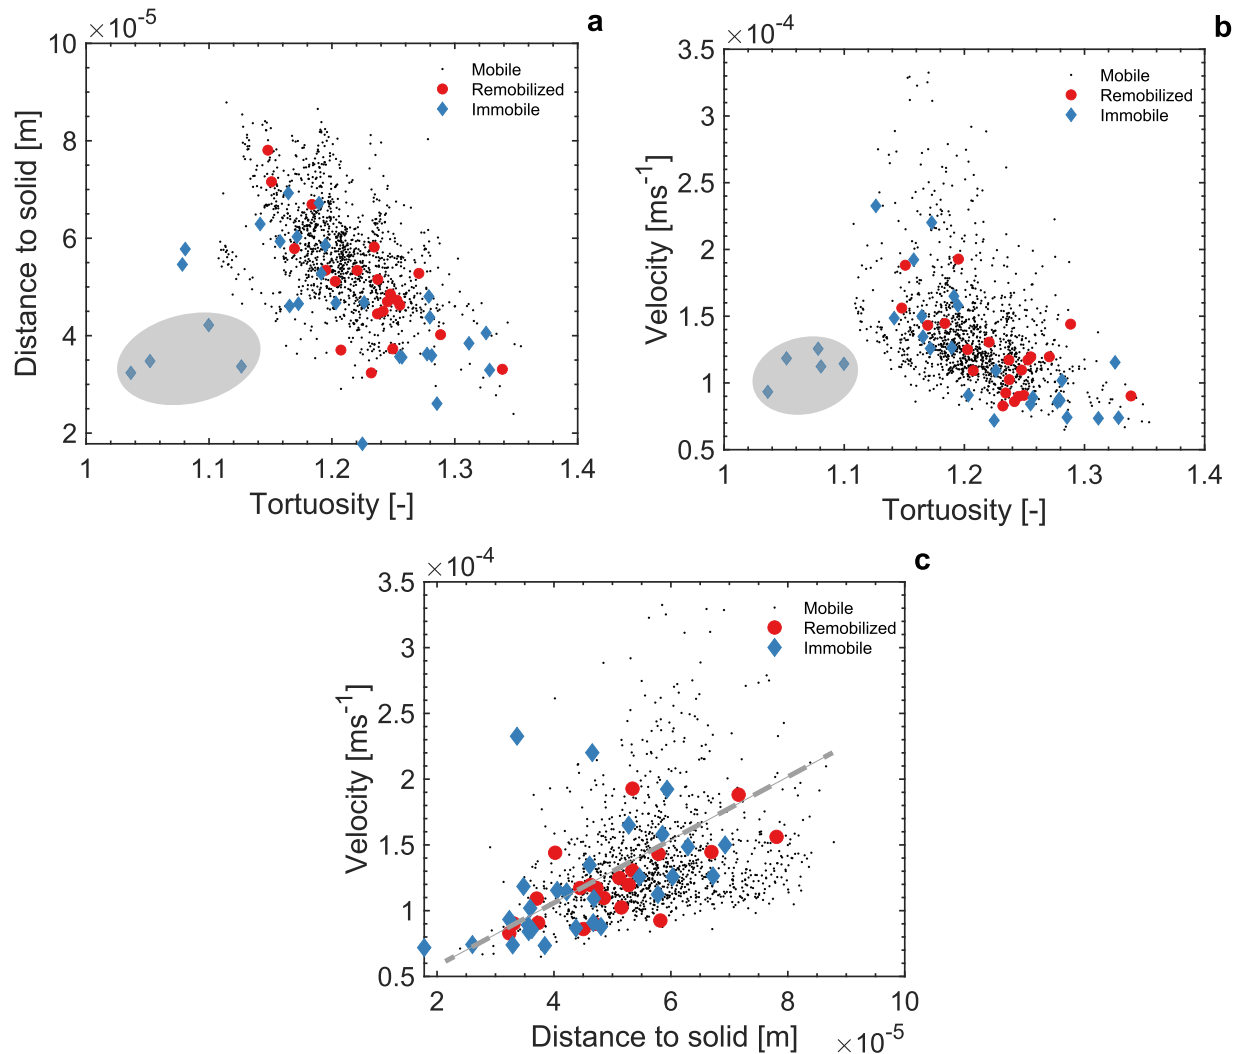 ×10⁻⁵
a
10
8
6
4
2
Distance to solid [m]
Mobile
Remobilized
Immobile
1
1.1
1.2
1.3
1.4
Tortuosity [-]
×10⁻⁴
b
3.5
3
2.5
2
1.5
1
0.5
Velocity [ms⁻¹]
Mobile
Remobilized
Immobile
1
1.1
1.2
1.3
1.4
Tortuosity [-]
×10⁻⁴
c
3.5
3
2.5
2
1.5
1
0.5
Velocity [ms⁻¹]
Mobile
Remobilized
Immobile
2
4
6
8
10
Distance to solid [m]
×10⁻⁵